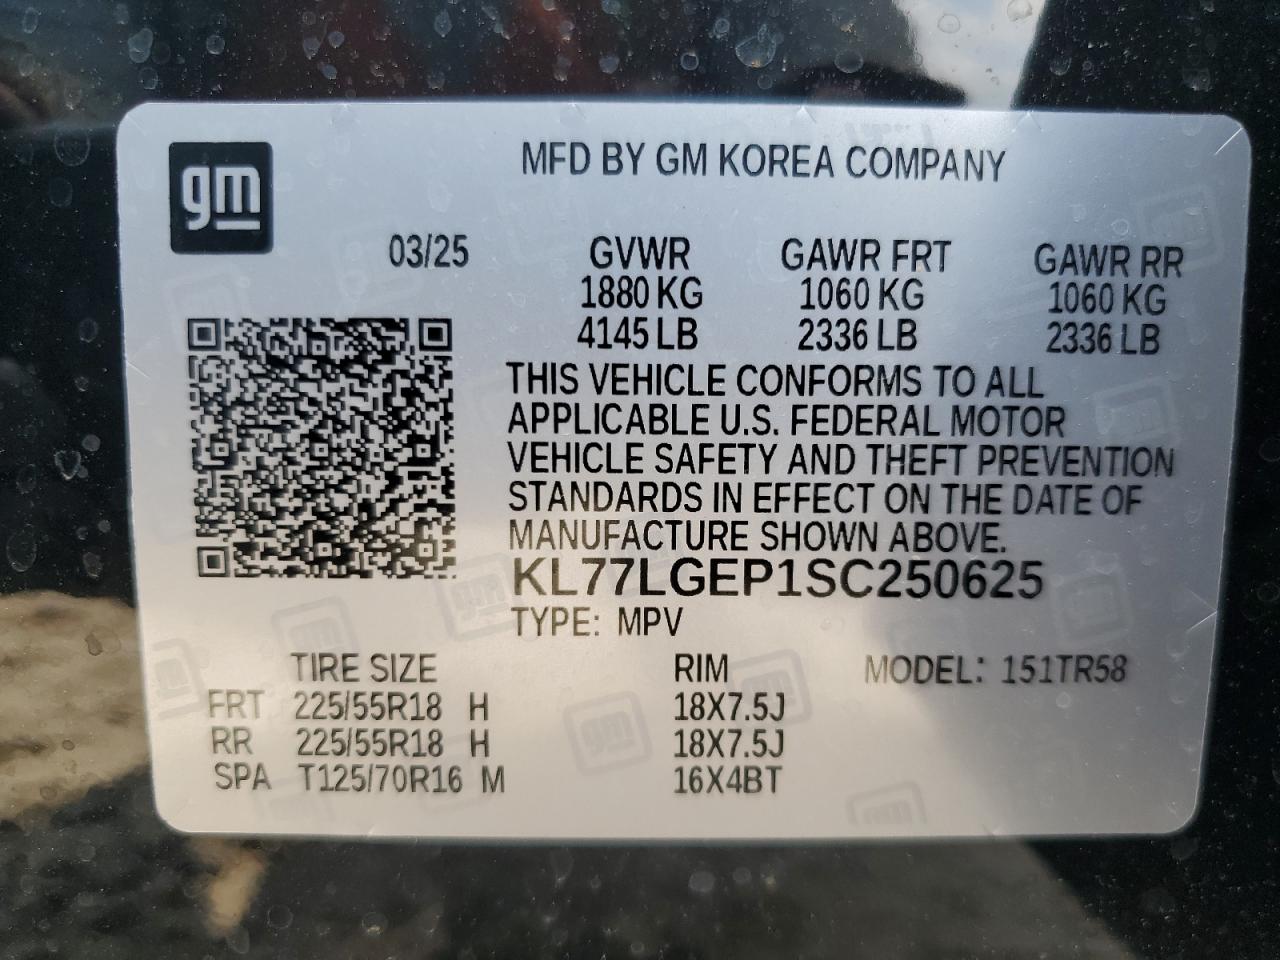 gm
MFD BY GM KOREA COMPANY
03/25 GVWR GAWR FRT GAWR RR
1880 KG 1060 KG 1060 KG
4145 LB 2336 LB 2336 LB
THIS VEHICLE CONFORMS TO ALL
APPLICABLE U.S. FEDERAL MOTOR
VEHICLE SAFETY AND THEFT PREVENTION
STANDARDS IN EFFECT ON THE DATE OF
MANUFACTURE SHOWN ABOVE.
KL77LGEP1SC250625
TYPE: MPV
TIRE SIZE RIM MODEL: 151TR58
FRT 225/55R18 H 18X7.5J
RR 225/55R18 H 18X7.5J
SPA T125/70R16 M 16X4BT